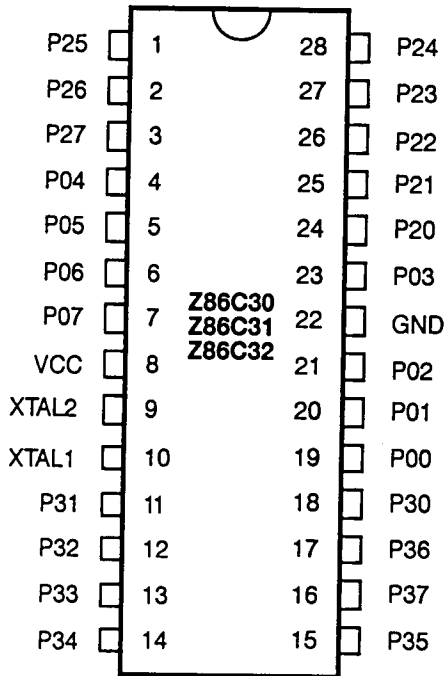 P25 1 28 P24
P26 2 27 P23
P27 3 26 P22
P04 4 25 P21
P05 5 24 P20
P06 6 23 P03
Z86C30
P07 7 Z86C31 22 GND
Z86C32
VCC 8 21 P02
XTAL2 9 20 P01
XTAL1 10 19 P00
P31 11 18 P30
P32 12 17 P36
P33 13 16 P37
P34 14 15 P35